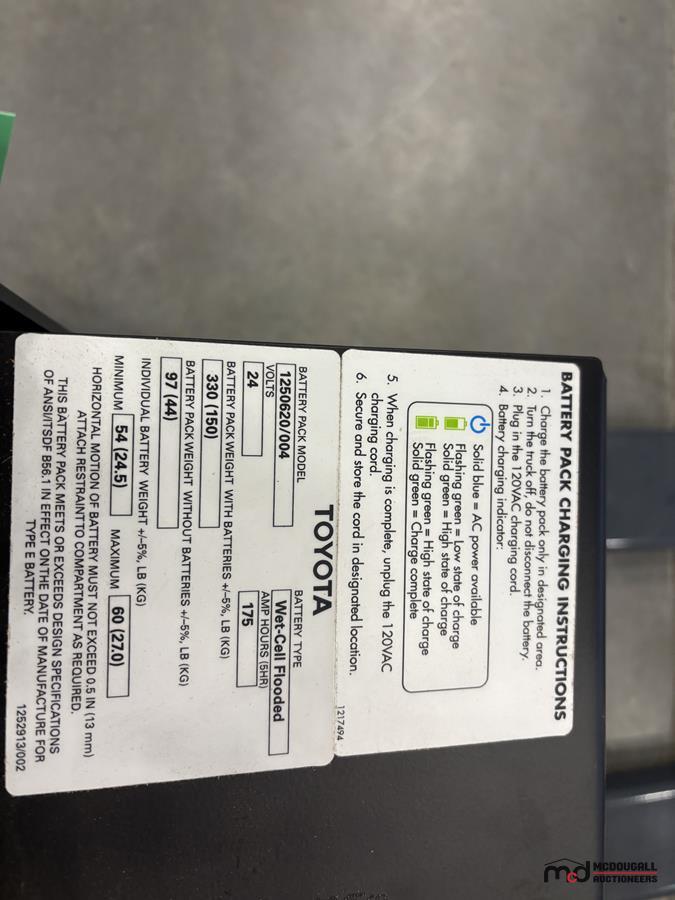 BATTERY PACK CHARGING INSTRUCTIONS
1. Charge the battery pack only in designated area.
2. Turn the truck off, do not disconnect the battery.
3. Plug in the 120VAC charging cord.
4. Battery charging indicator:
Solid blue = AC power available
Flashing green = Low state of charge
Solid green = High state of charge
Flashing green = High state of charge
Solid green = Charge complete
5. When charging is complete, unplug the 120VAC
charging cord.
6. Secure and store the cord in designated location.
1217494
TOYOTA
BATTERY PACK MODEL
1250620/004
BATTERY TYPE
Wet-Cell Flooded
VOLTS
24
AMP HOURS (5HR)
175
BATTERY PACK WEIGHT WITH BATTERIES +/-5%, LB (KG)
330 (150)
BATTERY PACK WEIGHT WITHOUT BATTERIES +/-5%, LB (KG)
97 (44)
INDIVIDUAL BATTERY WEIGHT +/-5%, LB (KG)
MINIMUM 54 (24.5) MAXIMUM 60 (27.0)
HORIZONTAL MOTION OF BATTERY MUST NOT EXCEED 0.5 IN (13 mm)
ATTACH RESTRAINT TO COMPARTMENT AS REQUIRED.
THIS BATTERY PACK MEETS OR EXCEEDS DESIGN SPECIFICATIONS
OF ANSI/ITSDF B56.1 IN EFFECT ON THE DATE OF MANUFACTURE FOR
TYPE E BATTERY.
1252913/002
mcd MCDOUGALL
AUCTIONEERS